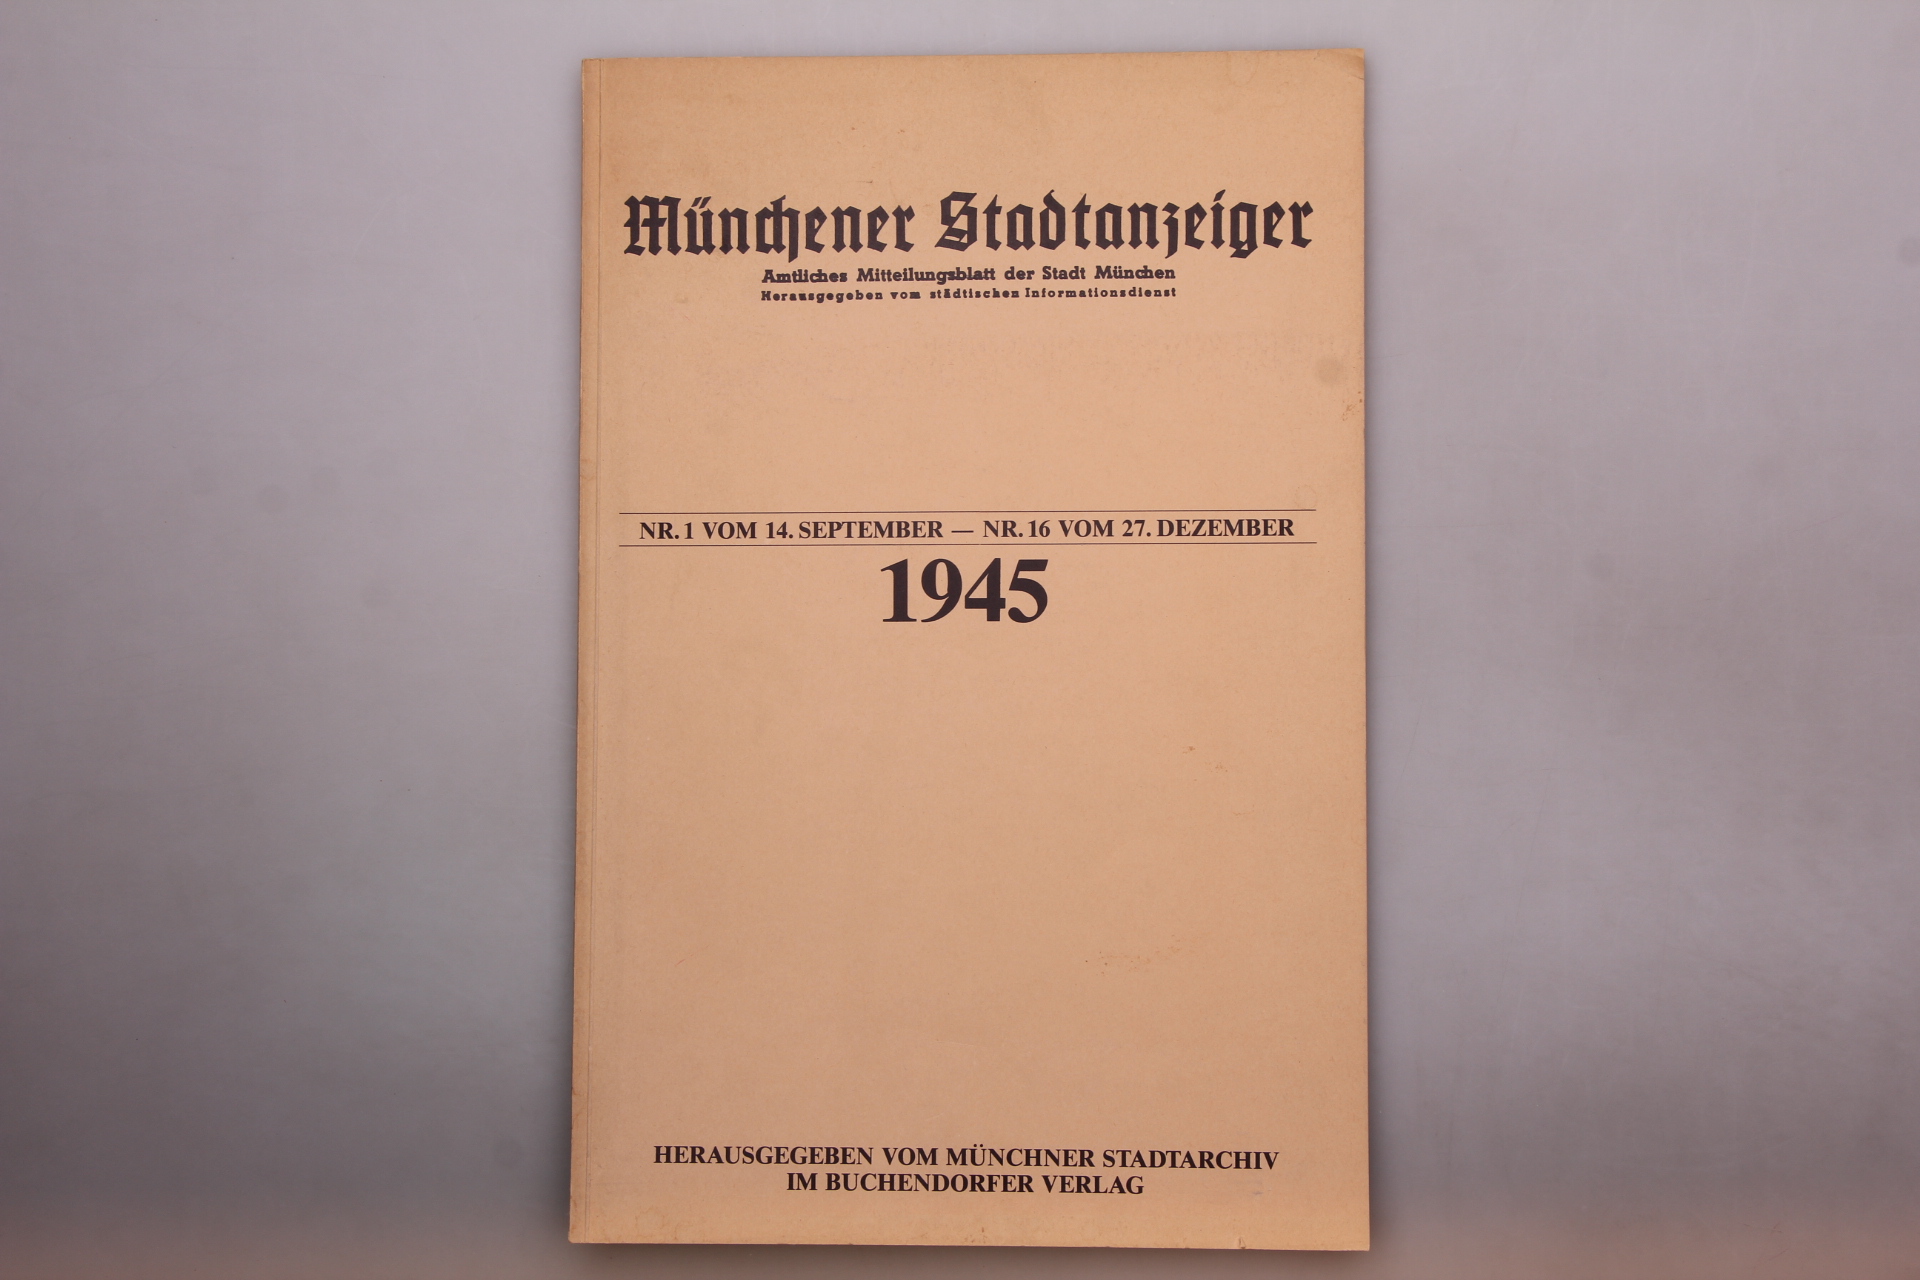 Münchener Stadtanzeiger
Amtliches Mitteilungsblatt der Stadt München
Herausgegeben vom städtischen Informationsdienst
NR. 1 VOM 14. SEPTEMBER — NR. 16 VOM 27. DEZEMBER
1945
HERAUSGEGEBEN VOM MÜNCHNER STADTARCHIV
IM BUCHENDORFER VERLAG